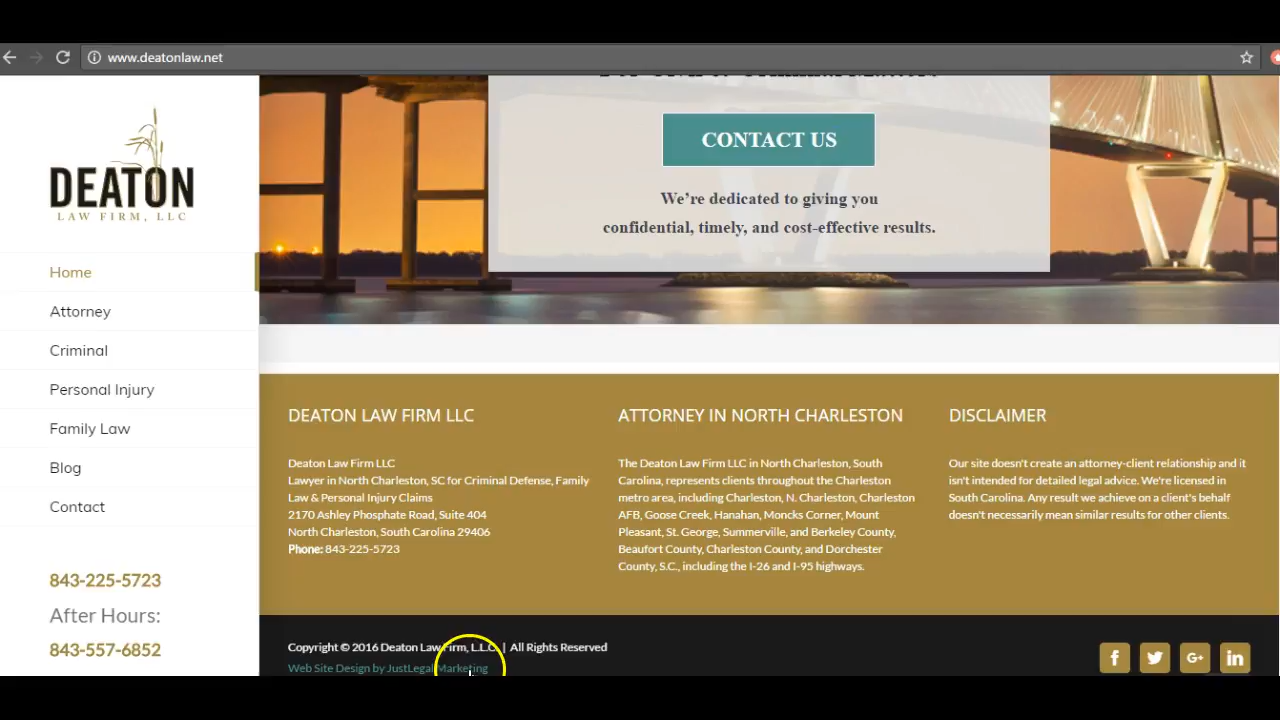 www.deatonlaw.net
DEATON
LAW FIRM, LLC
Home
Attorney
Criminal
Personal Injury
Family Law
Blog
Contact
843-225-5723
After Hours:
843-557-6852
CONTACT US
We're dedicated to giving you
confidential, timely, and cost-effective results.
DEATON LAW FIRM LLC
Deaton Law Firm LLC
Lawyer in North Charleston, SC for Criminal Defense, Family
Law & Personal Injury Claims
2170 Ashley Phosphate Road, Suite 404
North Charleston, South Carolina 29406
Phone: 843-225-5723
ATTORNEY IN NORTH CHARLESTON
The Deaton Law Firm LLC in North Charleston, South
Carolina, represents clients throughout the Charleston
metro area, including Charleston, N. Charleston, Charleston
AFB, Goose Creek, Hanahan, Moncks Corner, Mount
Pleasant, St. George, Summerville, and Berkeley County,
Beaufort County, Charleston County, and Dorchester
County, S.C., including the I-26 and I-95 highways.
DISCLAIMER
Our site doesn't create an attorney-client relationship and it
isn't intended for detailed legal advice. We're licensed in
South Carolina. Any result we achieve on a client's behalf
doesn't necessarily mean similar results for other clients.
Copyright © 2016 Deaton Law Firm, L.L.C. | All Rights Reserved
Web Site Design by JustLegal Marketing
f
G+
in